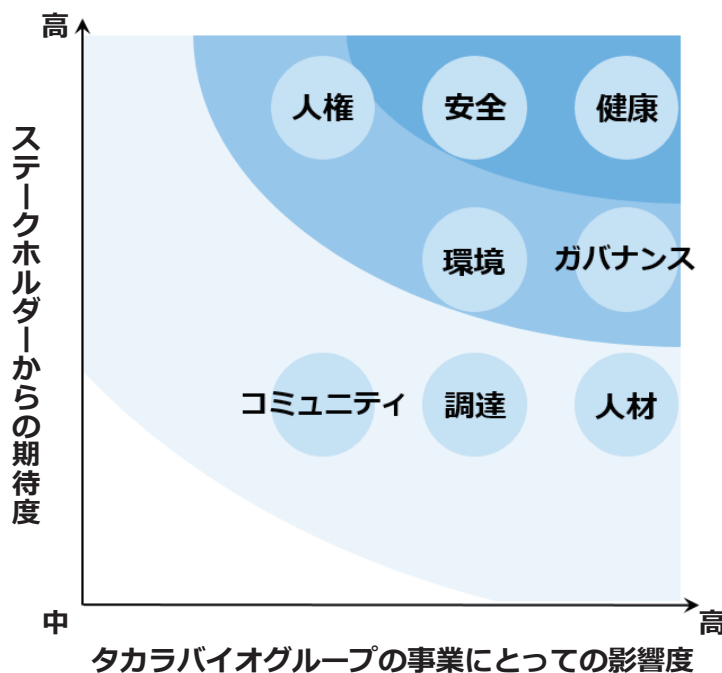 高
ステークホルダーからの期待度
人権
安全
健康
環境
ガバナンス
コミュニティ
調達
人材
中
高
タカラバイオグループの事業にとっての影響度